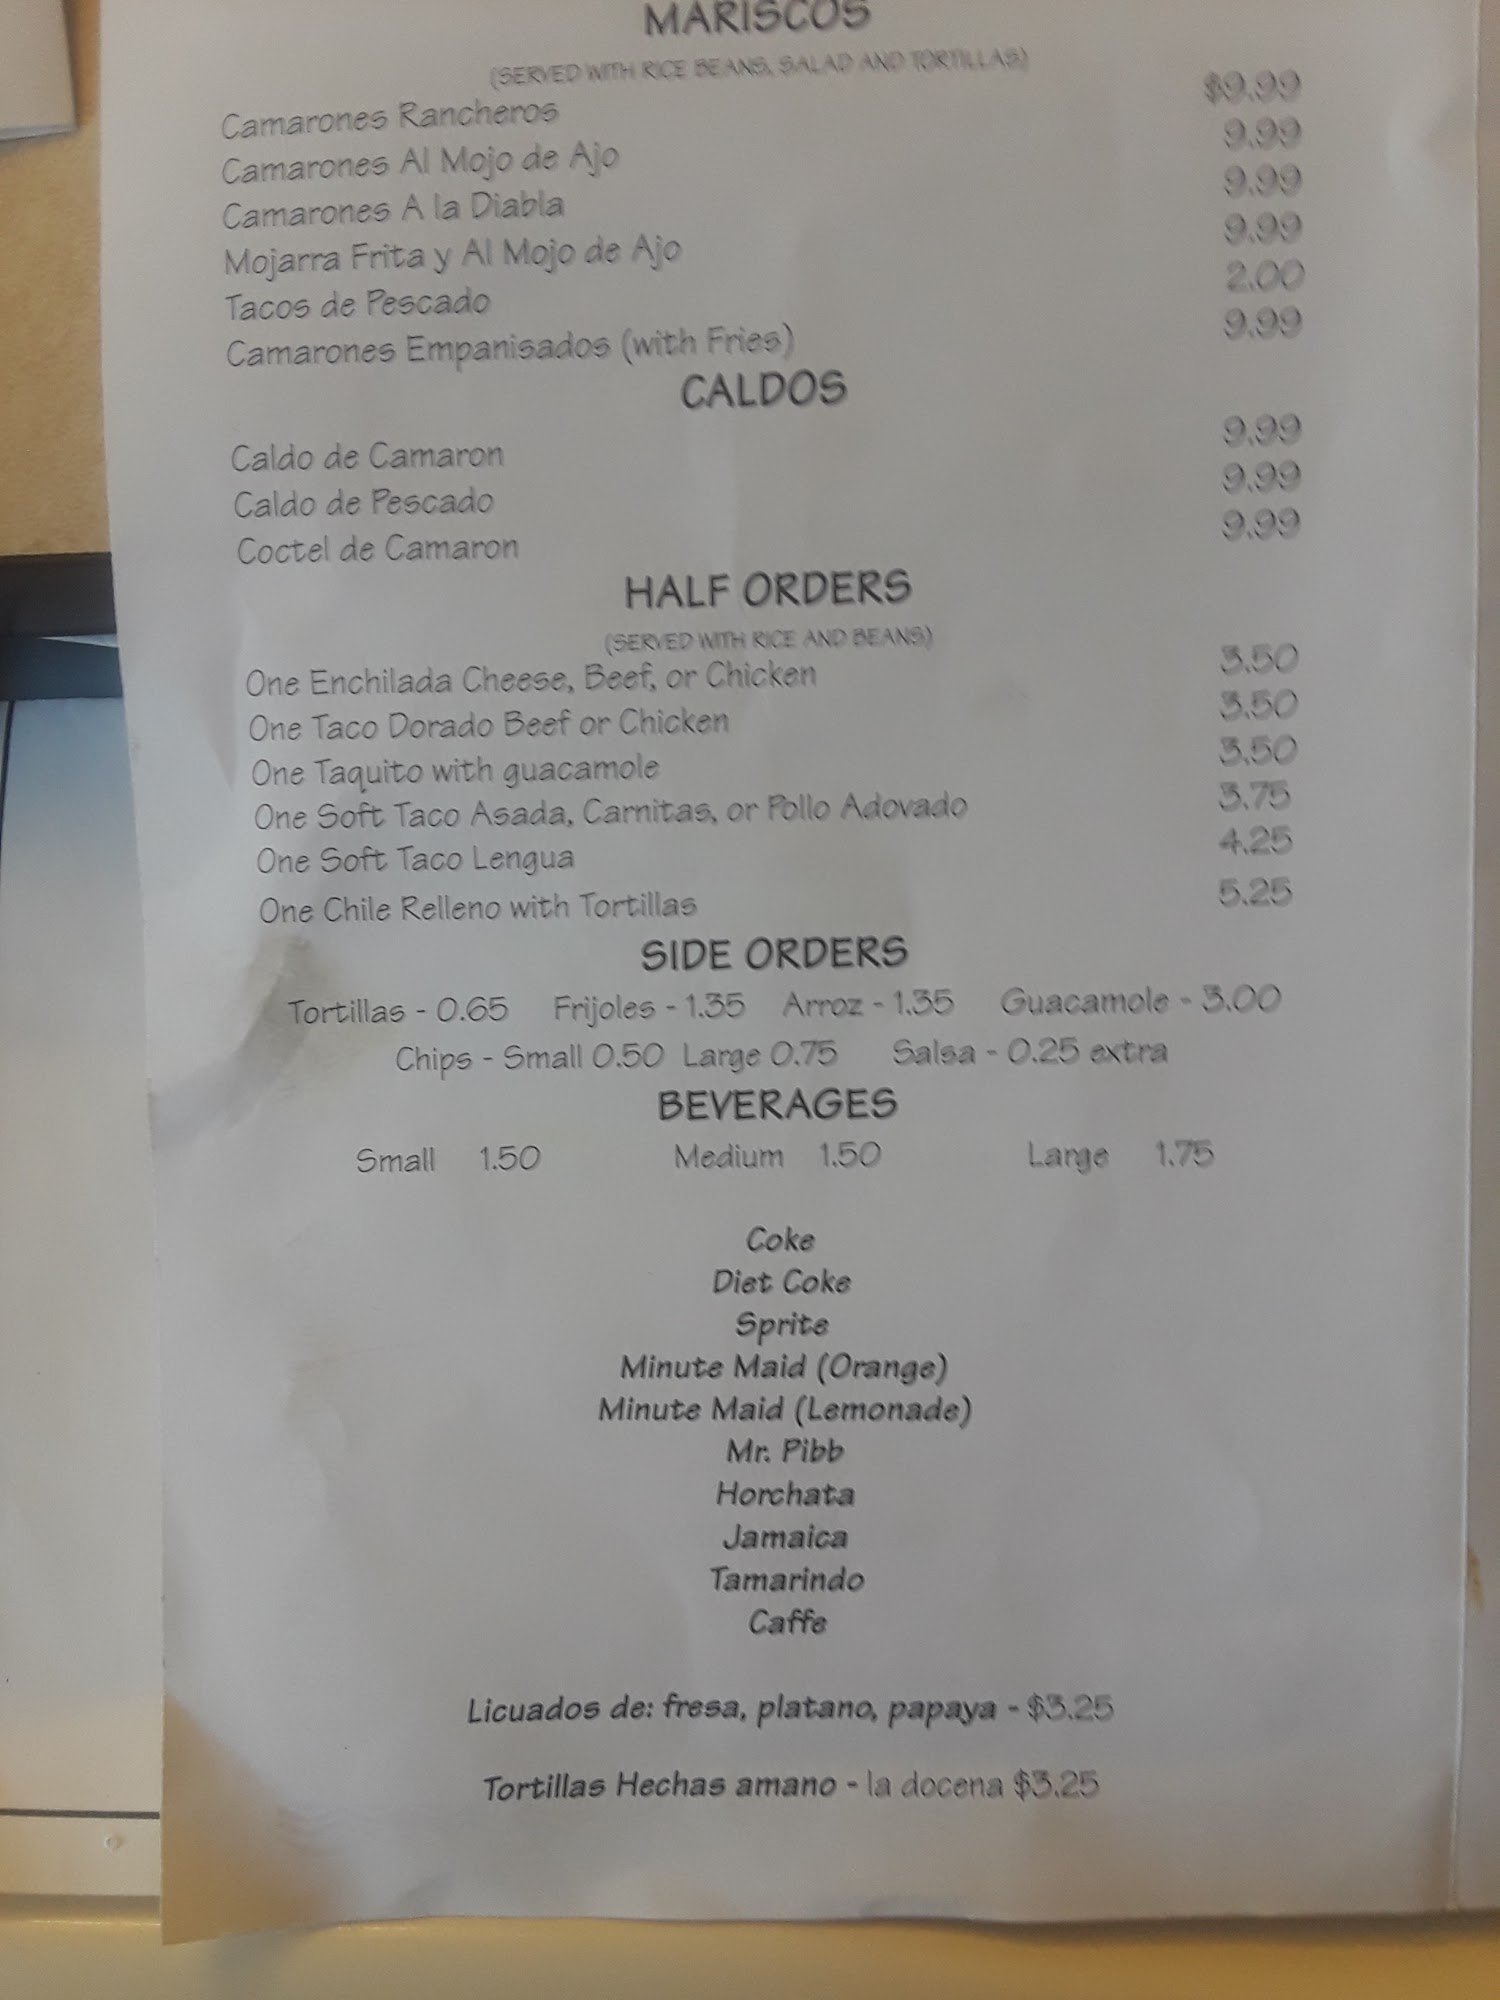 MARISCOS
(SERVED WITH RICE BEANS, SALAD AND TORTILLAS)
Camarones Rancheros $9.99
Camarones Al Mojo de Ajo 9.99
Camarones A la Diabla 9.99
Mojarra Frita y Al Mojo de Ajo 9.99
Tacos de Pescado 2.00
Camarones Empanisados (with Fries) 9.99
CALDOS
Caldo de Camaron 9.99
Caldo de Pescado 9.99
Coctel de Camaron 9.99
HALF ORDERS
(SERVED WITH RICE AND BEANS)
One Enchilada Cheese, Beef, or Chicken 3.50
One Taco Dorado Beef or Chicken 3.50
One Taquito with guacamole 3.50
One Soft Taco Asada, Carnitas, or Pollo Adovado 3.75
One Soft Taco Lengua 4.25
One Chile Relleno with Tortillas 5.25
SIDE ORDERS
Tortillas - 0.65 Frijoles - 1.35 Arroz - 1.35 Guacamole - 3.00
Chips - Small 0.50 Large 0.75 Salsa - 0.25 extra
BEVERAGES
Small 1.50 Medium 1.50 Large 1.75
Coke
Diet Coke
Sprite
Minute Maid (Orange)
Minute Maid (Lemonade)
Mr. Pibb
Horchata
Jamaica
Tamarindo
Caffe
Licuados de: fresa, platano, papaya - $3.25
Tortillas Hechas amano - la docena $3.25